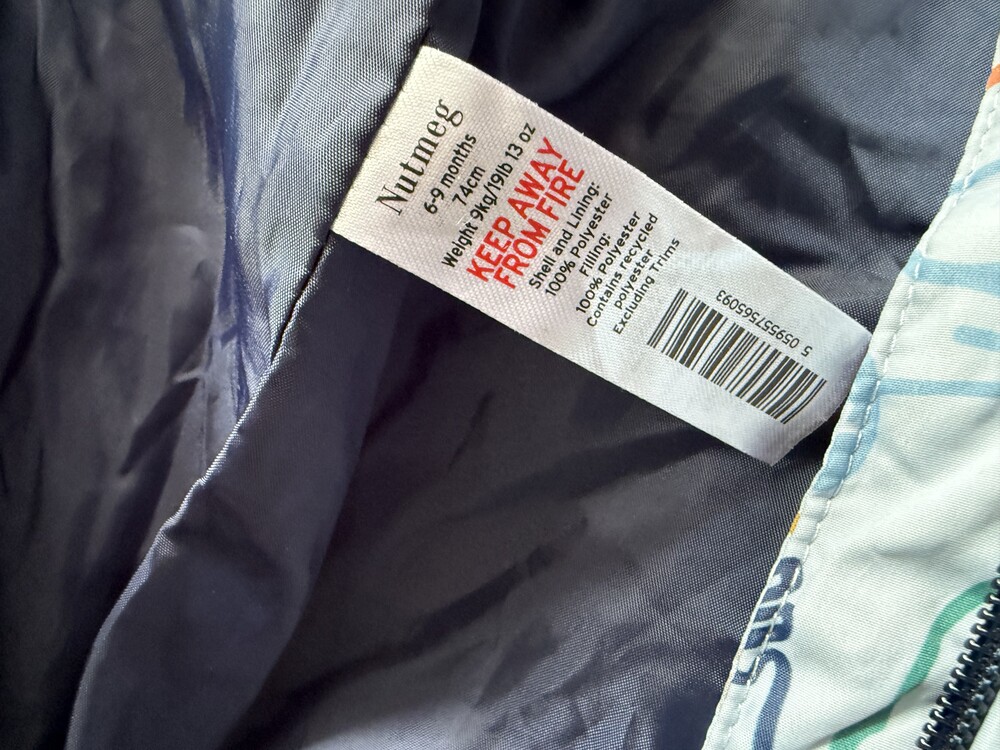 Nutmeg
6-9 months
74cm
Weight 9kg/19lb 13 oz
KEEP AWAY
FROM FIRE
Shell and Lining:
100% Polyester
Filling:
100% Polyester
Contains recycled
polyester
Excluding Trims
5 059557565093